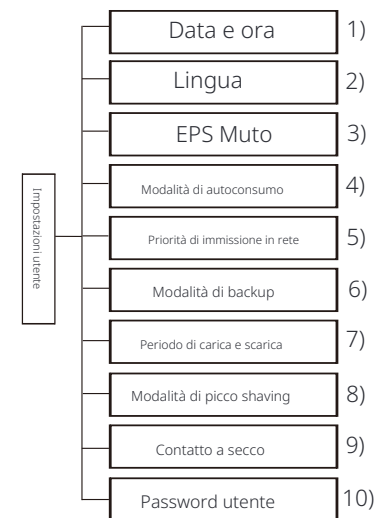 Impostazioni utente
Data e ora 1)
Lingua 2)
EPS Muto 3)
Modalità di autoconsumo 4)
Priorità di immissione in rete 5)
Modalità di backup 6)
Periodo di carica e scarica 7)
Modalità di picco shaving 8)
Contatto a secco 9)
Password utente 10)